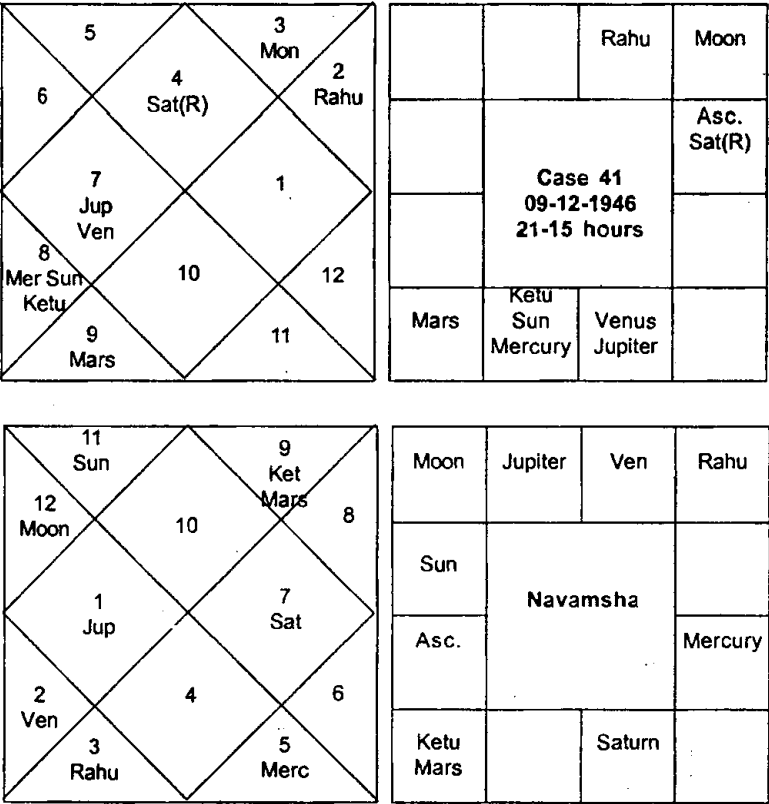 5
3
Mon
4
Sat(R)
2
Rahu
6
7
Jup
Ven
1
8
Mer Sun
Ketu
10
12
9
Mars
11
Rahu
Moon
Asc.
Sat(R)
Case 41
09-12-1946
21-15 hours
Mars
Ketu
Sun
Mercury
Venus
Jupiter
11
Sun
9
Ket
Mars
12
Moon
10
8
1
Jup
7
Sat
2
Ven
4
6
3
Rahu
5
Merc
Moon
Jupiter
Ven
Rahu
Sun
Navamsha
Asc.
Mercury
Ketu
Mars
Saturn